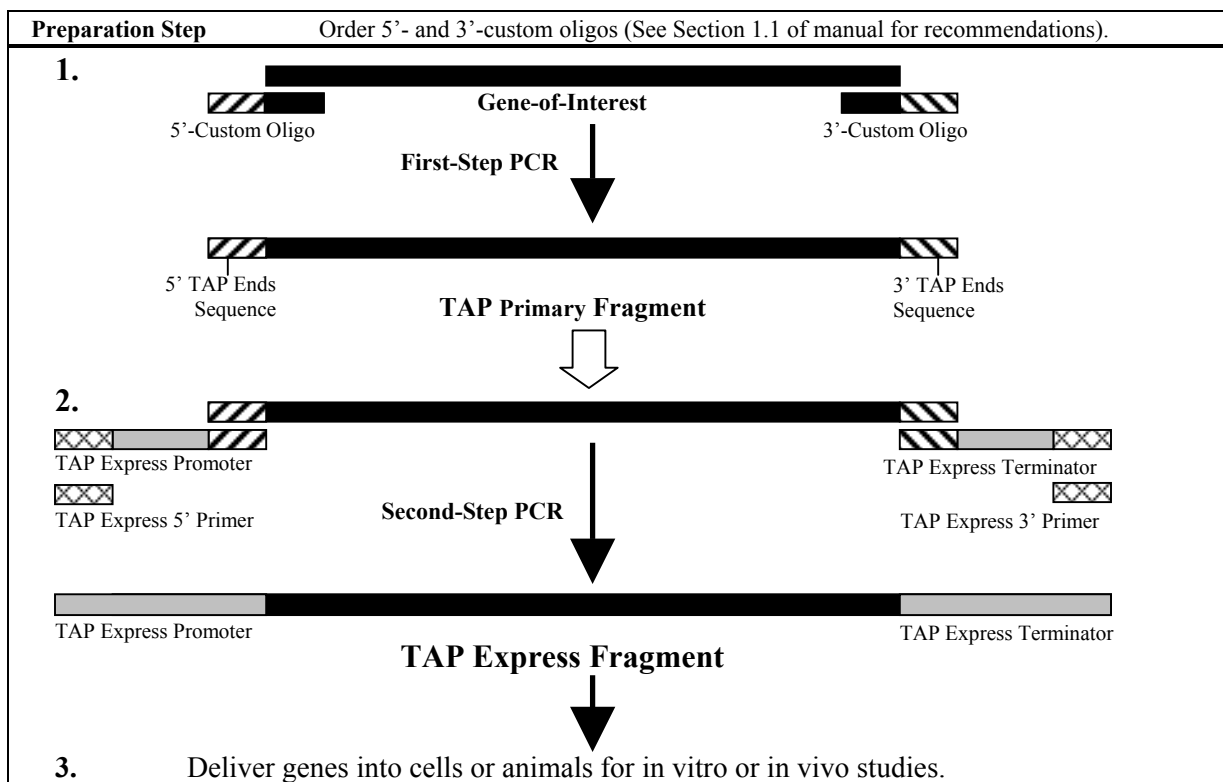 Preparation Step Order 5’- and 3’-custom oligos (See Section 1.1 of manual for recommendations).
1.
Gene-of-Interest
5’-Custom Oligo 3’-Custom Oligo
First-Step PCR
5’ TAP Ends 3’ TAP Ends
Sequence Sequence
TAP Primary Fragment
2.
TAP Express Promoter TAP Express Terminator
TAP Express 5’ Primer Second-Step PCR TAP Express 3’ Primer
TAP Express Promoter TAP Express Terminator
TAP Express Fragment
3. Deliver genes into cells or animals for in vitro or in vivo studies.